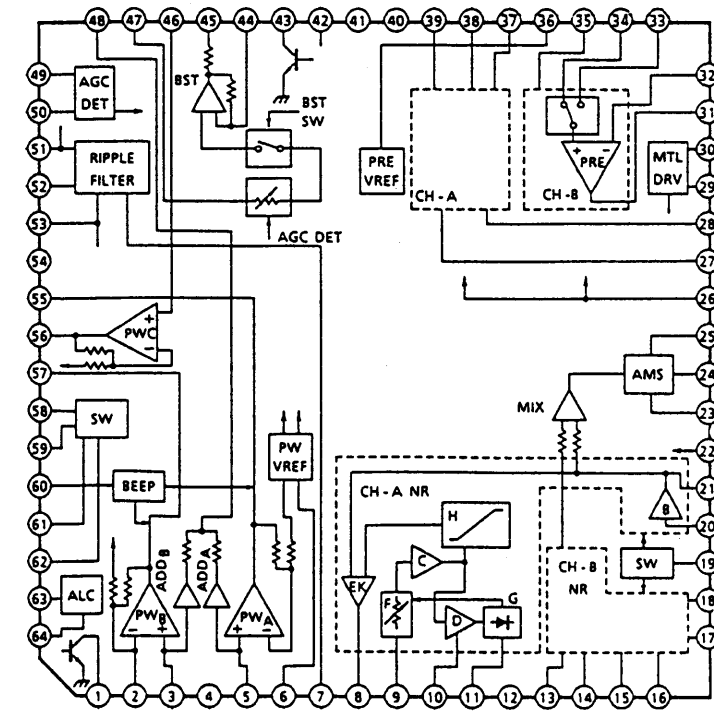 48 47 46 45 44 43 42 41 40 39 38 37 36 35 34 33
49
AGC
DET
50
51
RIPPLE
FILTER
52
53
54
55
56
57
58
59
60
61
62
63
64
BST
BST
SW
AGC DET
PRE
VREF
CH-A
+ -
PRE
CH-B
MTL
DRV
32
31
30
29
28
27
26
25
24
23
22
21
20
19
18
17
+
PWC
-
SW
BEEP
ALC
PW
VREF
ADDB
ADDA
PWB
- +
PWA
+ -
MIX
AMS
CH-A NR
H
EK
C
F
D
G
B
SW
CH-B
NR
1 2 3 4 5 6 7 8 9 10 11 12 13 14 15 16